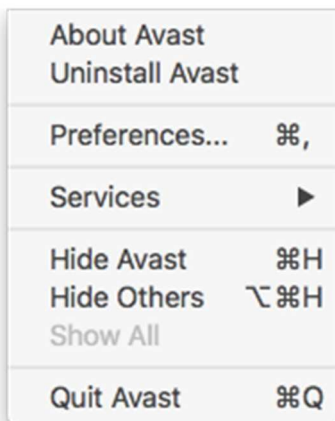 About Avast
Uninstall Avast
Preferences... ⌘,
Services ▶
Hide Avast ⌘H
Hide Others ⌥⌘H
Show All
Quit Avast ⌘Q